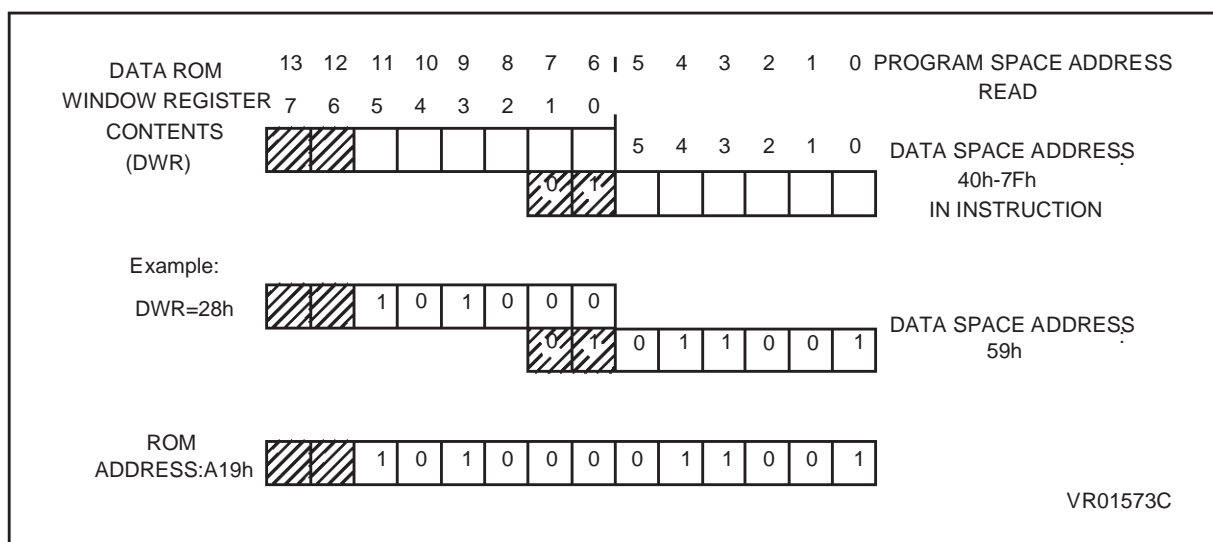 13 12 11 10 9 8 7 6 5 4 3 2 1 0 PROGRAM SPACE ADDRESS
READ
DATA ROM
WINDOW REGISTER 7 6 5 4 3 2 1 0
CONTENTS
(DWR)
5 4 3 2 1 0 DATA SPACE ADDRESS
:
0 1
40h-7Fh
IN INSTRUCTION
Example:
DWR=28h 1 0 1 0 0 0
0 1 0 1 1 0 0 1 DATA SPACE ADDRESS
:
59h
ROM
ADDRESS:A19h 1 0 1 0 0 0 0 1 1 0 0 1
VR01573C